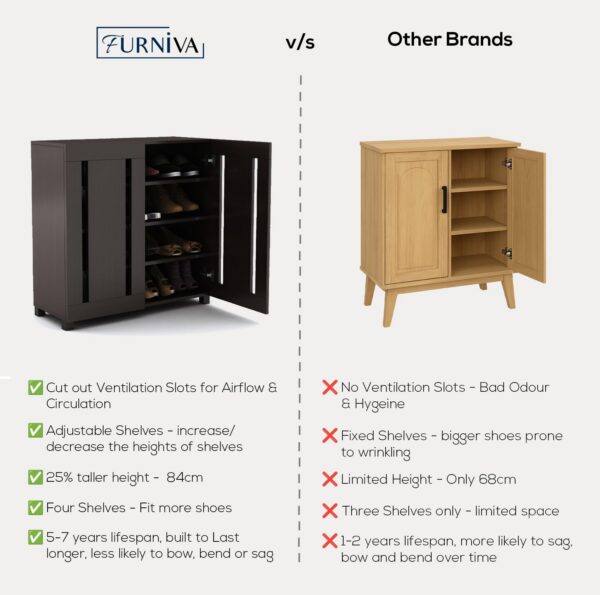 FURNIVA
v/s
Other Brands
✅ Cut out Ventilation Slots for Airflow &
Circulation
✅ Adjustable Shelves - increase/
decrease the heights of shelves
✅ 25% taller height - 84cm
✅ Four Shelves - Fit more shoes
✅ 5-7 years lifespan, built to Last
longer, less likely to bow, bend or sag
❌ No Ventilation Slots - Bad Odour
& Hygeine
❌ Fixed Shelves - bigger shoes prone
to wrinkling
❌ Limited Height - Only 68cm
❌ Three Shelves only - limited space
❌ 1-2 years lifespan, more likely to sag,
bow and bend over time